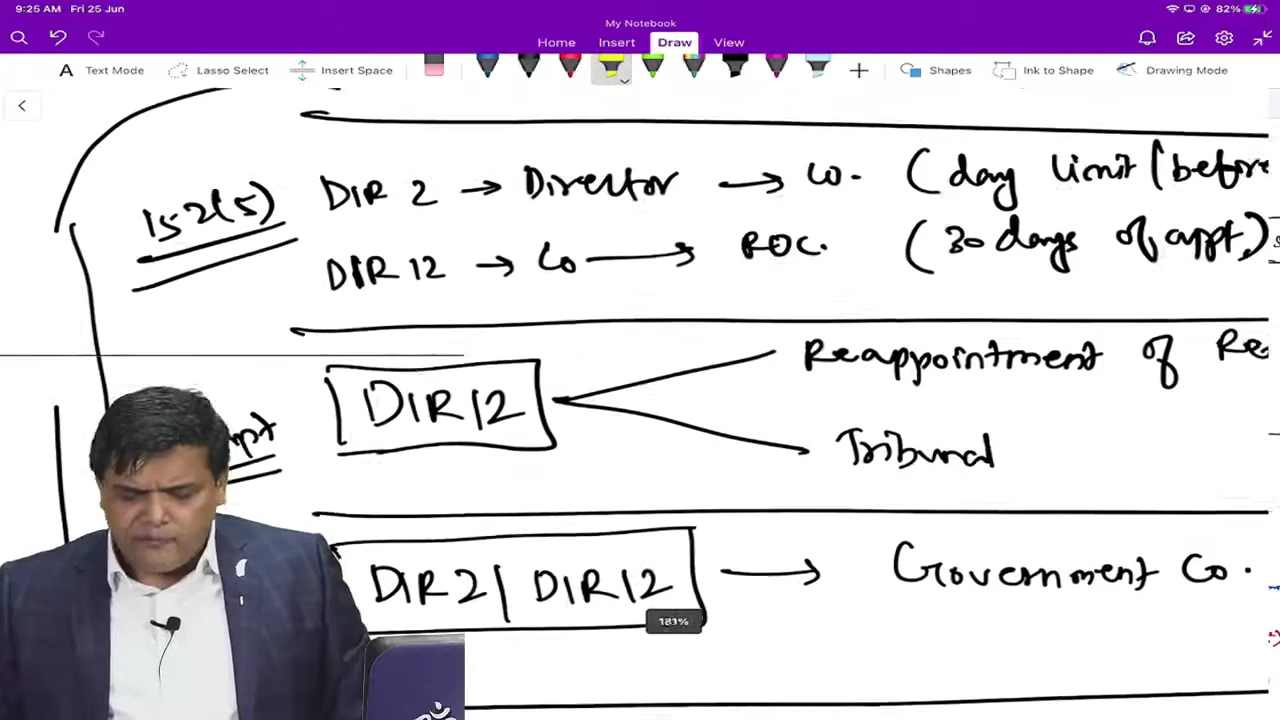 9:25 AM Fri 25 Jun
82%
My Notebook
Home Insert Draw View
A Text Mode Lasso Select Insert Space Shapes Ink to Shape Drawing Mode
152(5) DIR 2 → Director → Co. (day limit / before
DIR 12 → Co → ROC. (30 days of appt.)
Reappointment of Re
DIR 12
Tribunal
DIR 2 / DIR 12 → Government Co.
181%